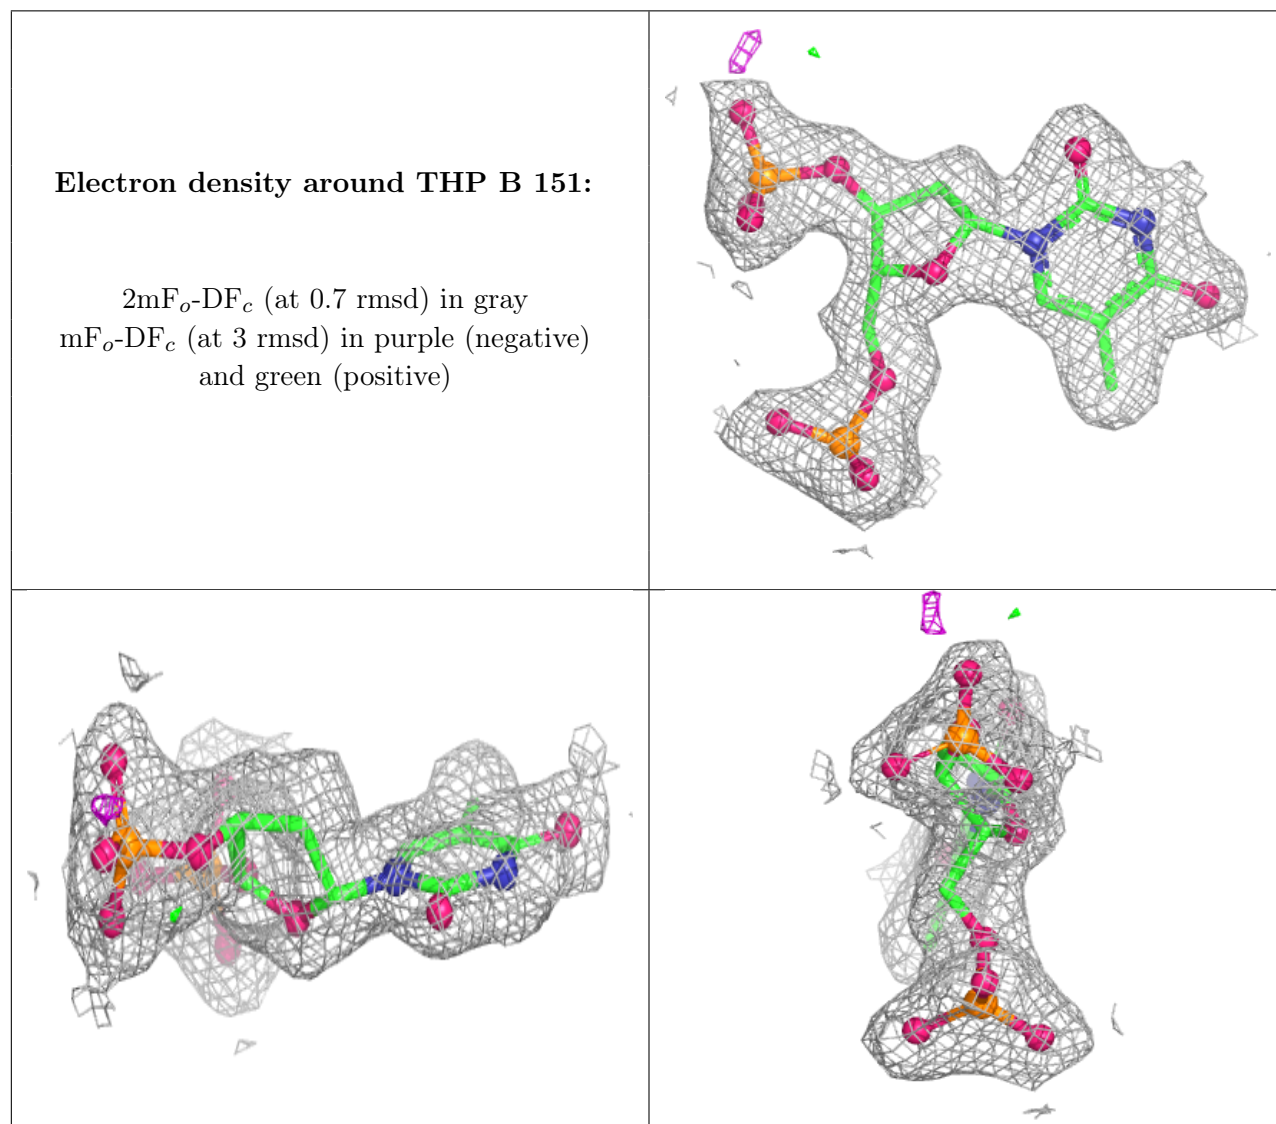 Electron density around THP B 151:
2mFo-DFc (at 0.7 rmsd) in gray
mFo-DFc (at 3 rmsd) in purple (negative)
and green (positive)